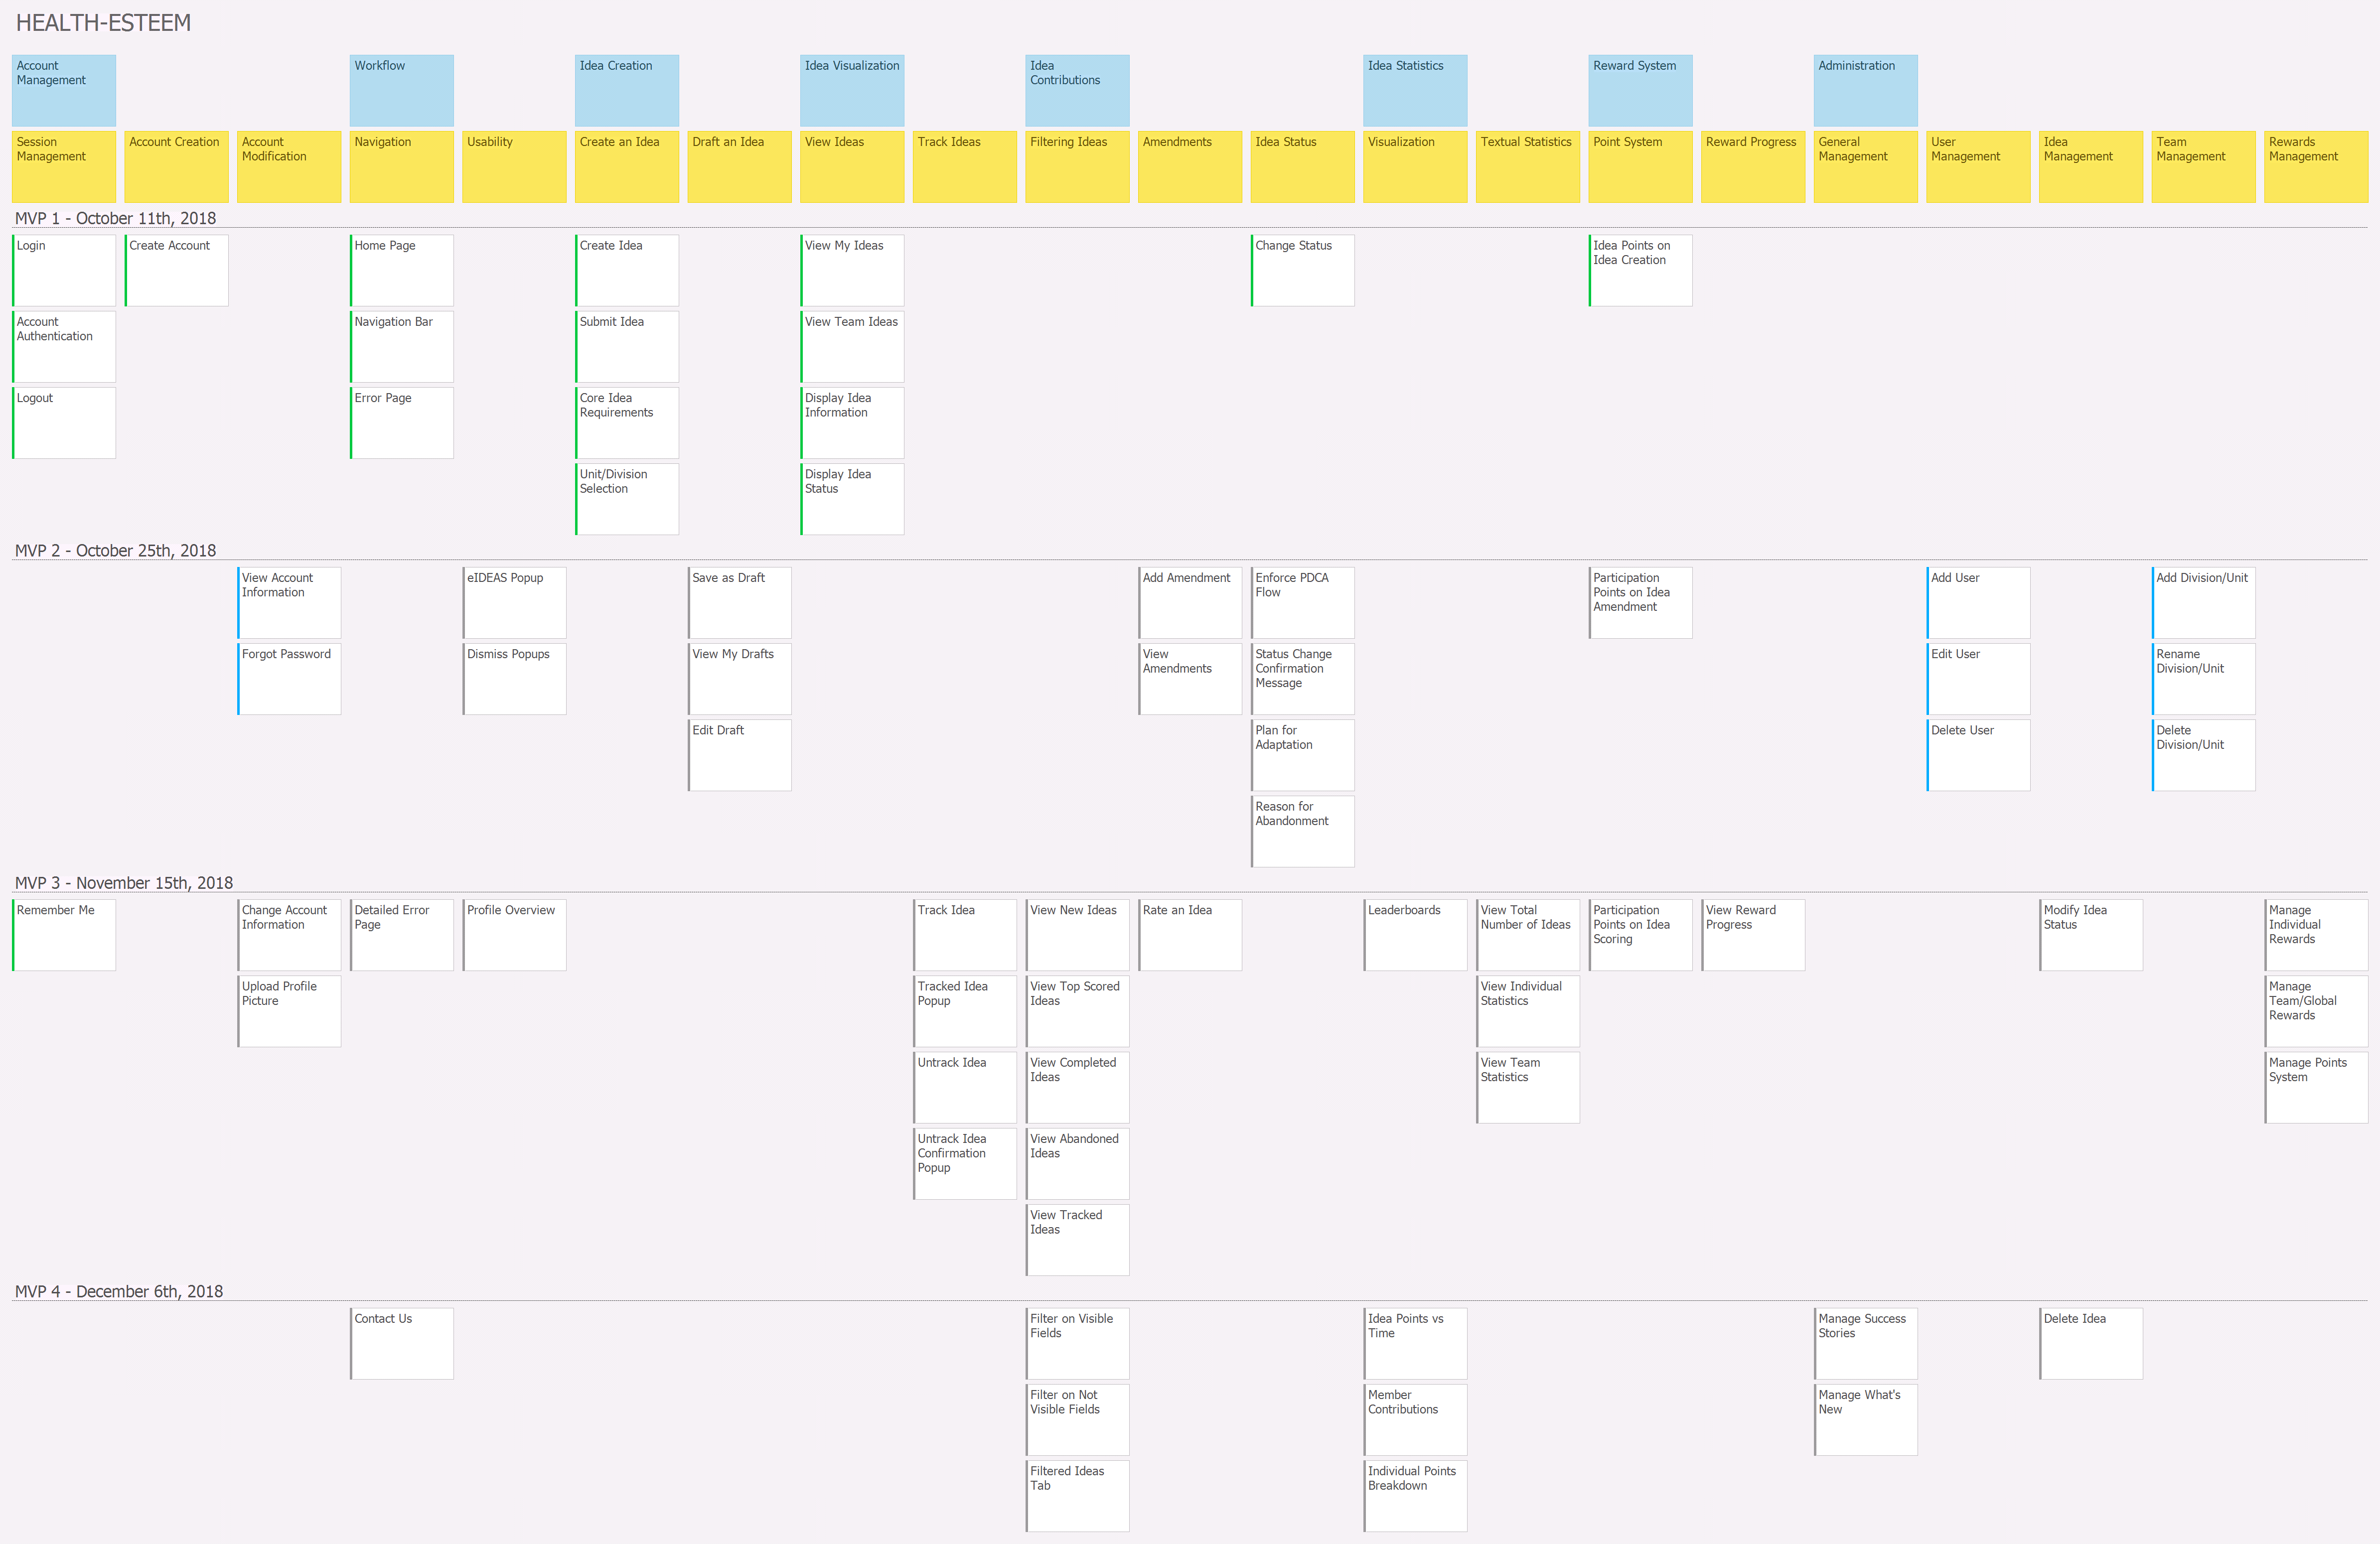 HEALTH-ESTEEM
Account
Management
Workflow
Idea Creation
Idea Visualization
Idea
Contributions
Idea Statistics
Reward System
Administration
Session
Management
Account Creation
Account
Modification
Navigation
Usability
Create an Idea
Draft an Idea
View Ideas
Track Ideas
Filtering Ideas
Amendments
Idea Status
Visualization
Textual Statistics
Point System
Reward Progress
General
Management
User
Management
Idea
Management
Team
Management
Rewards
Management
MVP 1 - October 11th, 2018
Login
Create Account
Home Page
Create Idea
View My Ideas
Change Status
Idea Points on
Idea Creation
Account
Authentication
Navigation Bar
Submit Idea
View Team Ideas
Logout
Error Page
Core Idea
Requirements
Display Idea
Information
Unit/Division
Selection
Display Idea
Status
MVP 2 - October 25th, 2018
View Account
Information
eIDEAS Popup
Save as Draft
Add Amendment
Enforce PDCA
Flow
Participation
Points on Idea
Amendment
Add User
Add Division/Unit
Forgot Password
Dismiss Popups
View My Drafts
View
Amendments
Status Change
Confirmation
Message
Edit User
Rename
Division/Unit
Edit Draft
Plan for
Adaptation
Delete User
Delete
Division/Unit
Reason for
Abandonment
MVP 3 - November 15th, 2018
Remember Me
Change Account
Information
Detailed Error
Page
Profile Overview
Track Idea
View New Ideas
Rate an Idea
Leaderboards
View Total
Number of Ideas
Participation
Points on Idea
Scoring
View Reward
Progress
Modify Idea
Status
Manage
Individual
Rewards
Upload Profile
Picture
Tracked Idea
Popup
View Top Scored
Ideas
View Individual
Statistics
Manage
Team/Global
Rewards
Untrack Idea
View Completed
Ideas
View Team
Statistics
Manage Points
System
Untrack Idea
Confirmation
Popup
View Abandoned
Ideas
View Tracked
Ideas
MVP 4 - December 6th, 2018
Contact Us
Filter on Visible
Fields
Idea Points vs
Time
Manage Success
Stories
Delete Idea
Filter on Not
Visible Fields
Member
Contributions
Manage What's
New
Filtered Ideas
Tab
Individual Points
Breakdown